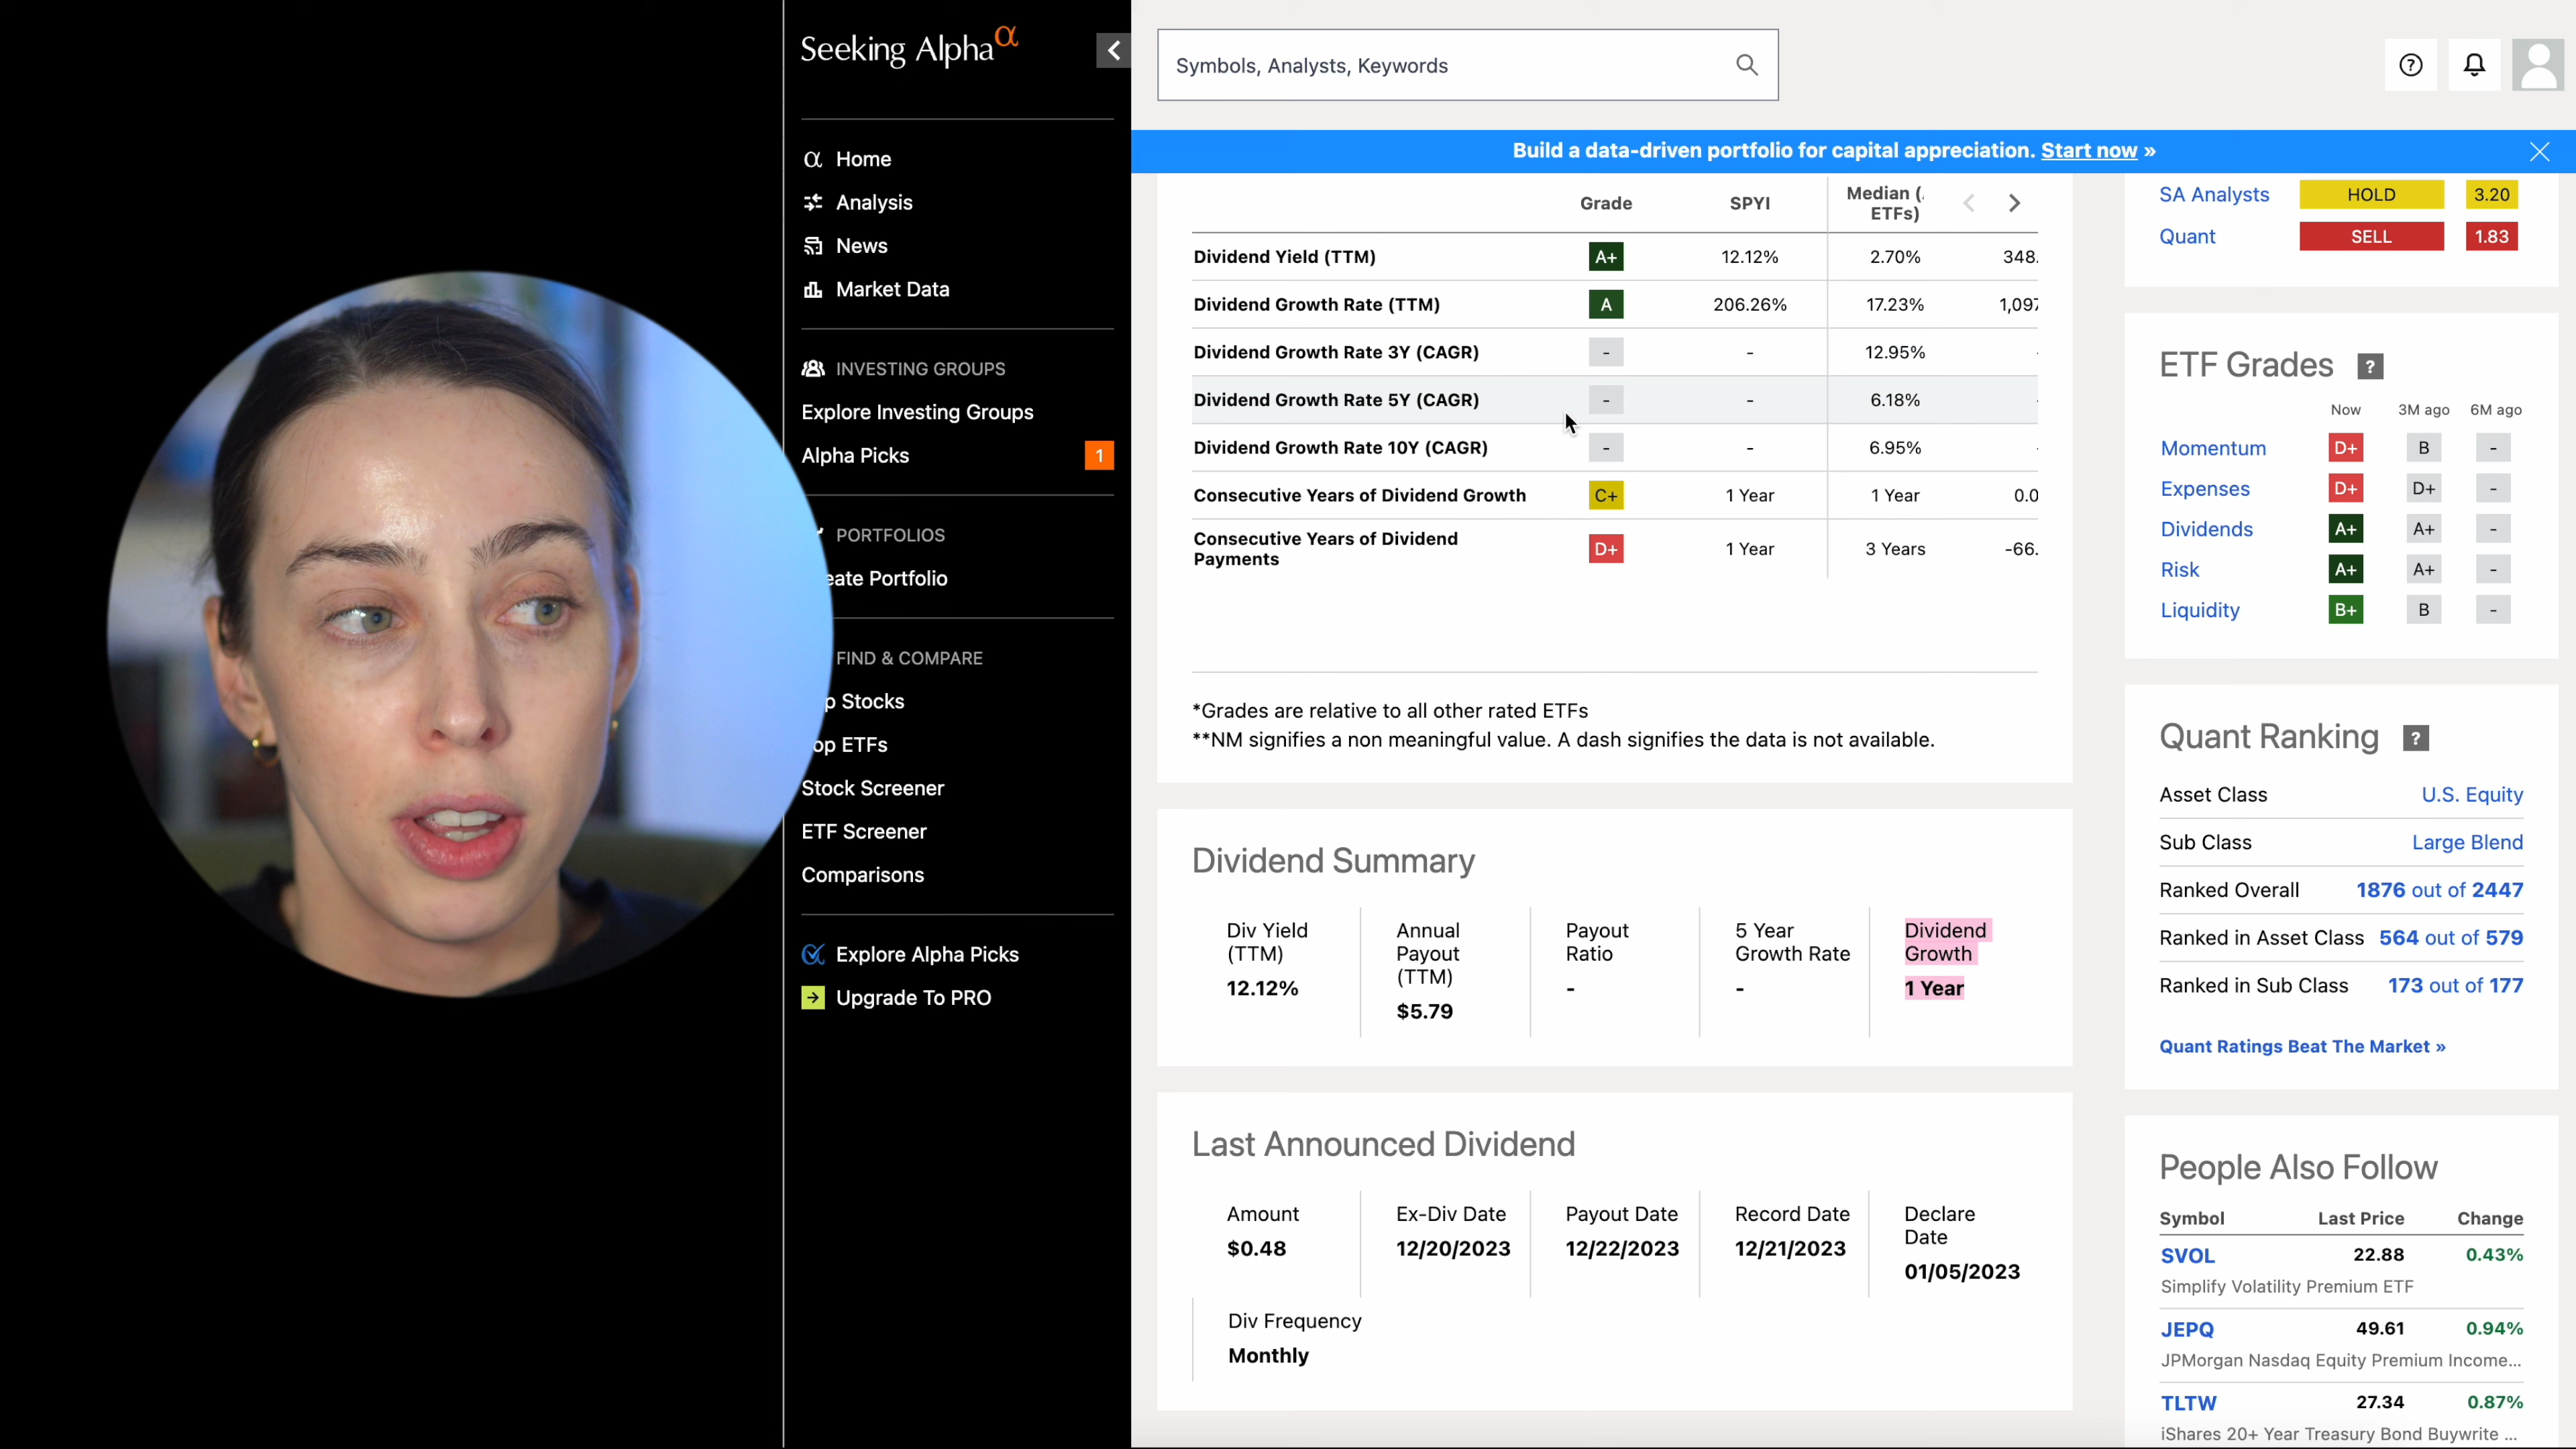 Seeking Alpha α
Home
Analysis
News
Market Data
INVESTING GROUPS
Explore Investing Groups
Alpha Picks 1
PORTFOLIOS
eate Portfolio
FIND & COMPARE
p Stocks
op ETFs
Stock Screener
ETF Screener
Comparisons
Explore Alpha Picks
Upgrade To PRO
Symbols, Analysts, Keywords
Build a data-driven portfolio for capital appreciation. Start now »
Grade SPYI Median (
ETFs)
Dividend Yield (TTM) A+ 12.12% 2.70% 348.
Dividend Growth Rate (TTM) A 206.26% 17.23% 1,097
Dividend Growth Rate 3Y (CAGR) - - 12.95%
Dividend Growth Rate 5Y (CAGR) - - 6.18%
Dividend Growth Rate 10Y (CAGR) - - 6.95%
Consecutive Years of Dividend Growth C+ 1 Year 1 Year 0.0
Consecutive Years of Dividend
Payments D+ 1 Year 3 Years -66.
*Grades are relative to all other rated ETFs
**NM signifies a non meaningful value. A dash signifies the data is not available.
Dividend Summary
Div Yield
(TTM)
12.12%
Annual
Payout
(TTM)
$5.79
Payout
Ratio
-
5 Year
Growth Rate
-
Dividend
Growth
1 Year
Last Announced Dividend
Amount
$0.48
Ex-Div Date
12/20/2023
Payout Date
12/22/2023
Record Date
12/21/2023
Declare
Date
01/05/2023
Div Frequency
Monthly
SA Analysts HOLD 3.20
Quant SELL 1.83
ETF Grades ?
Now 3M ago 6M ago
Momentum D+ B -
Expenses D+ D+ -
Dividends A+ A+ -
Risk A+ A+ -
Liquidity B+ B -
Quant Ranking ?
Asset Class U.S. Equity
Sub Class Large Blend
Ranked Overall 1876 out of 2447
Ranked in Asset Class 564 out of 579
Ranked in Sub Class 173 out of 177
Quant Ratings Beat The Market »
People Also Follow
Symbol Last Price Change
SVOL 22.88 0.43%
Simplify Volatility Premium ETF
JEPQ 49.61 0.94%
JPMorgan Nasdaq Equity Premium Income...
TLTW 27.34 0.87%
iShares 20+ Year Treasury Bond Buywrite ...